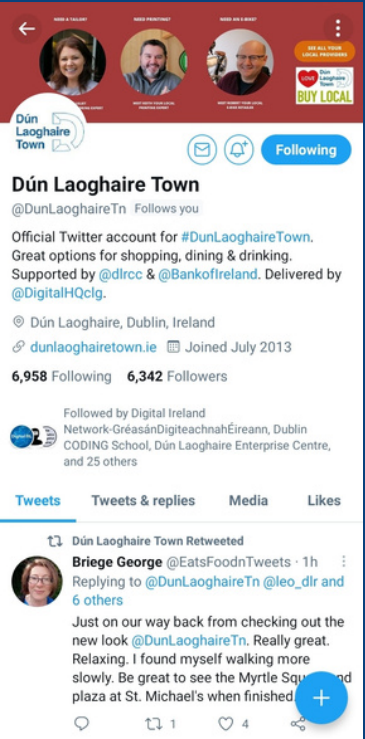 NEED A TAILOR?
NEED PRINTING?
NEED AN E-BIKE?
SEE ALL YOUR
LOCAL PROVIDERS
LOVE Dún
Laoghaire
Town
BUY LOCAL
Dún
Laoghaire
Town
Following
Dún Laoghaire Town
@DunLaoghaireTn Follows you
Official Twitter account for #DunLaoghaireTown.
Great options for shopping, dining & drinking.
Supported by @dlrcc & @BankofIreland. Delivered by
@DigitalHQclg.
Dún Laoghaire, Dublin, Ireland
dunlaoghairetown.ie Joined July 2013
6,958 Following 6,342 Followers
Followed by Digital Ireland
Network-GréasánDigiteachnahÉireann, Dublin
CODING School, Dún Laoghaire Enterprise Centre,
and 25 others
Tweets Tweets & replies Media Likes
Dún Laoghaire Town Retweeted
Briege George @EatsFoodnTweets · 1h
Replying to @DunLaoghaireTn @leo_dlr and
6 others
Just on our way back from checking out the
new look @DunLaoghaireTn. Really great.
Relaxing. I found myself walking more
slowly. Be great to see the Myrtle Squ nd
plaza at St. Michael's when finished.
1 4